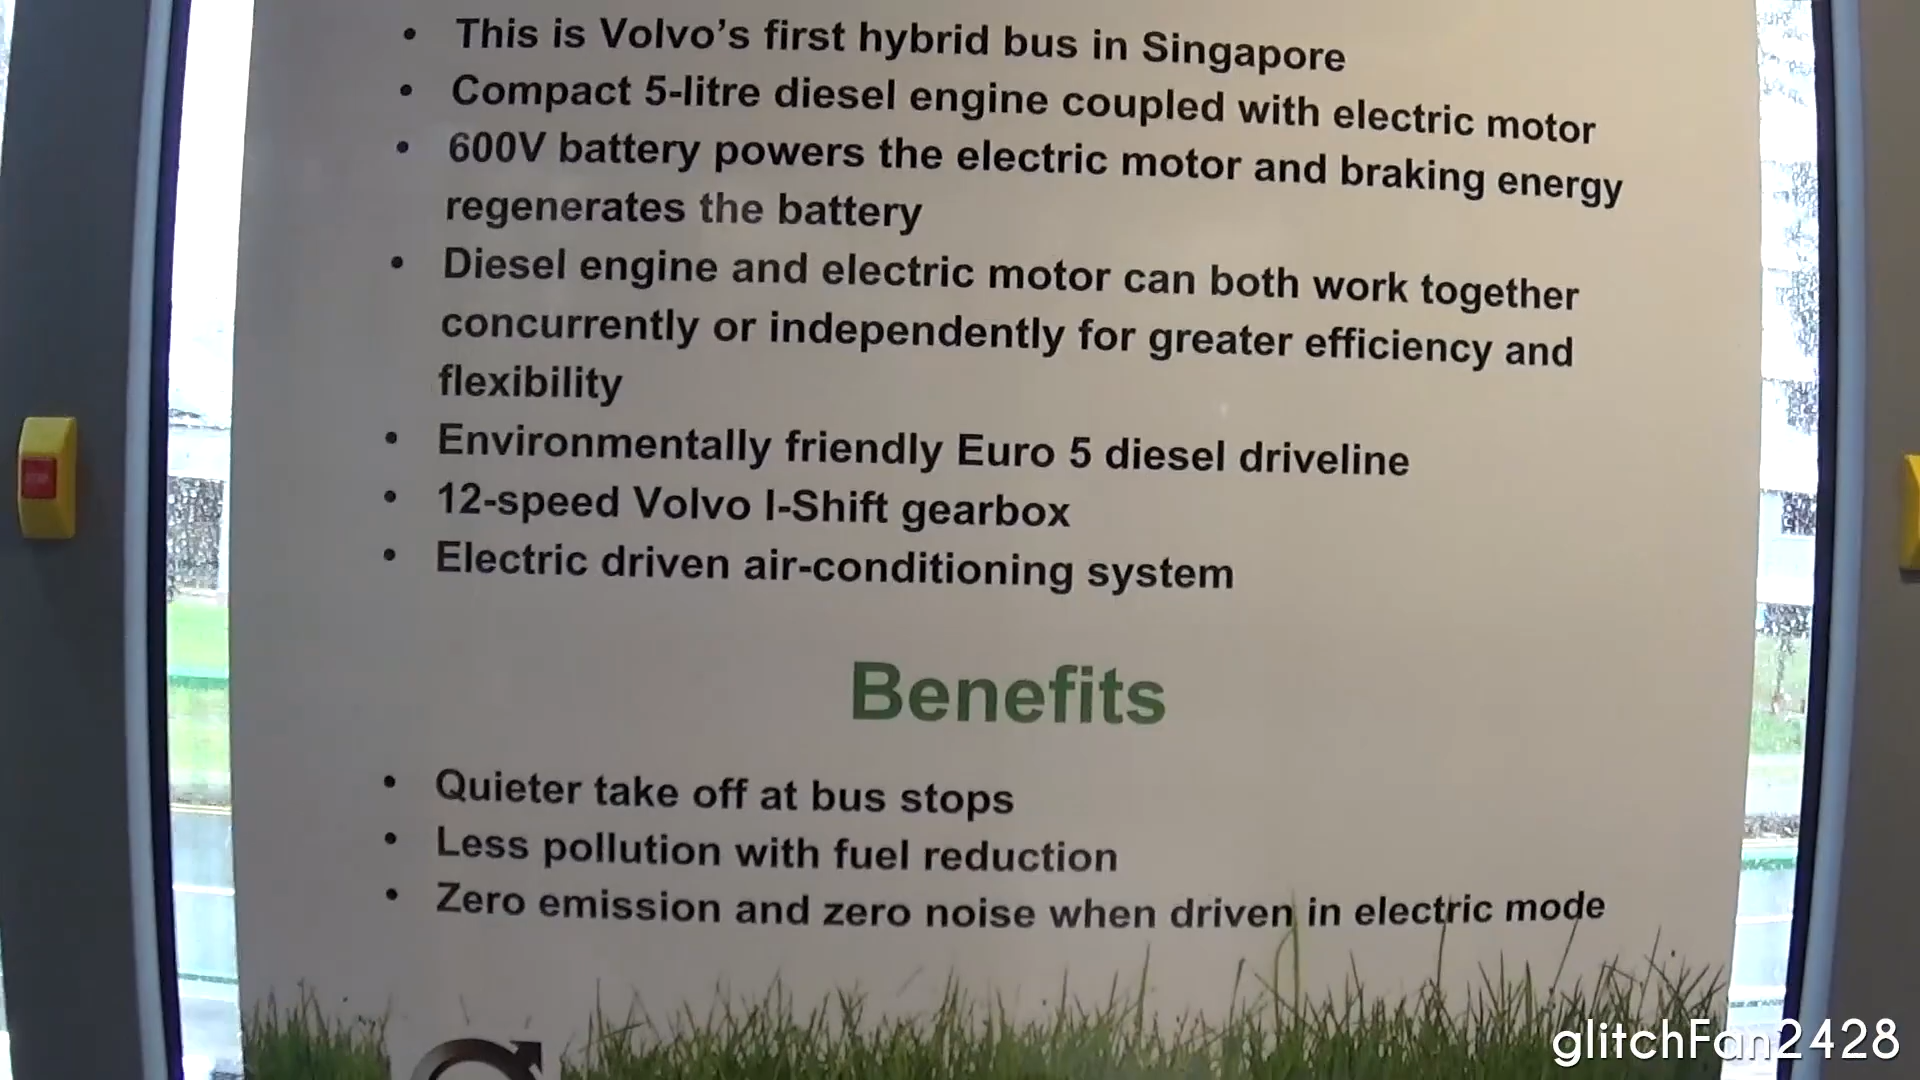 • This is Volvo’s first hybrid bus in Singapore
• Compact 5-litre diesel engine coupled with electric motor
• 600V battery powers the electric motor and braking energy
regenerates the battery
• Diesel engine and electric motor can both work together
concurrently or independently for greater efficiency and
flexibility
• Environmentally friendly Euro 5 diesel driveline
• 12-speed Volvo I-Shift gearbox
• Electric driven air-conditioning system
Benefits
• Quieter take off at bus stops
• Less pollution with fuel reduction
• Zero emission and zero noise when driven in electric mode
glitchFan2428